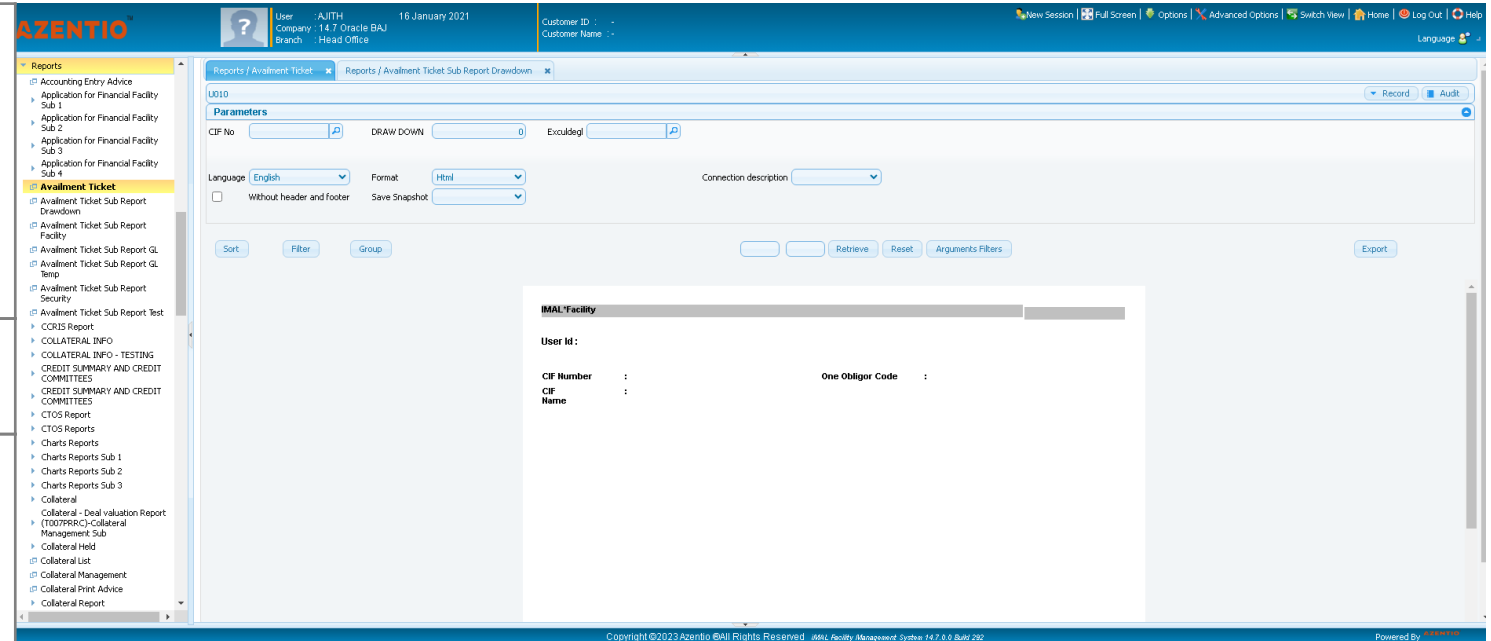 AZENTIO™
User : AJITH 16 January 2021
Company : 14.7 Oracle BAJ
Branch : Head Office
Customer ID : -
Customer Name : -
New Session | Full Screen | Options | Advanced Options | Switch View | Home | Log Out | Help
Language
Reports
Accounting Entry Advice
Application for Financial Facility
Sub 1
Application for Financial Facility
Sub 2
Application for Financial Facility
Sub 3
Application for Financial Facility
Sub 4
Availment Ticket
Availment Ticket Sub Report
Drawdown
Availment Ticket Sub Report
Facility
Availment Ticket Sub Report GL
Availment Ticket Sub Report GL
Temp
Availment Ticket Sub Report
Security
Availment Ticket Sub Report Test
CCRIS Report
COLLATERAL INFO
COLLATERAL INFO - TESTING
CREDIT SUMMARY AND CREDIT
COMMITTEES
CREDIT SUMMARY AND CREDIT
COMMITTEES
CTOS Report
CTOS Reports
Charts Reports
Charts Reports Sub 1
Charts Reports Sub 2
Charts Reports Sub 3
Collateral
Collateral - Deal valuation Report
(T007PRRC)-Collateral
Management Sub
Collateral Held
Collateral List
Collateral Management
Collateral Print Advice
Collateral Report
Reports / Availment Ticket
Reports / Availment Ticket Sub Report Drawdown
U010
Record
Audit
Parameters
CIF No
DRAW DOWN 0
Exculdegl
Language English
Format Html
Connection description
Without header and footer
Save Snapshot
Sort
Filter
Group
Retrieve
Reset
Arguments Filters
Export
IMAL*Facility
User Id :
CIF Number :
One Obligor Code :
CIF :
Name
Copyright ©2023 Azentio ®All Rights Reserved iMAL Facility Management System 14.7.0.0 Build 292
Powered By AZENTIO